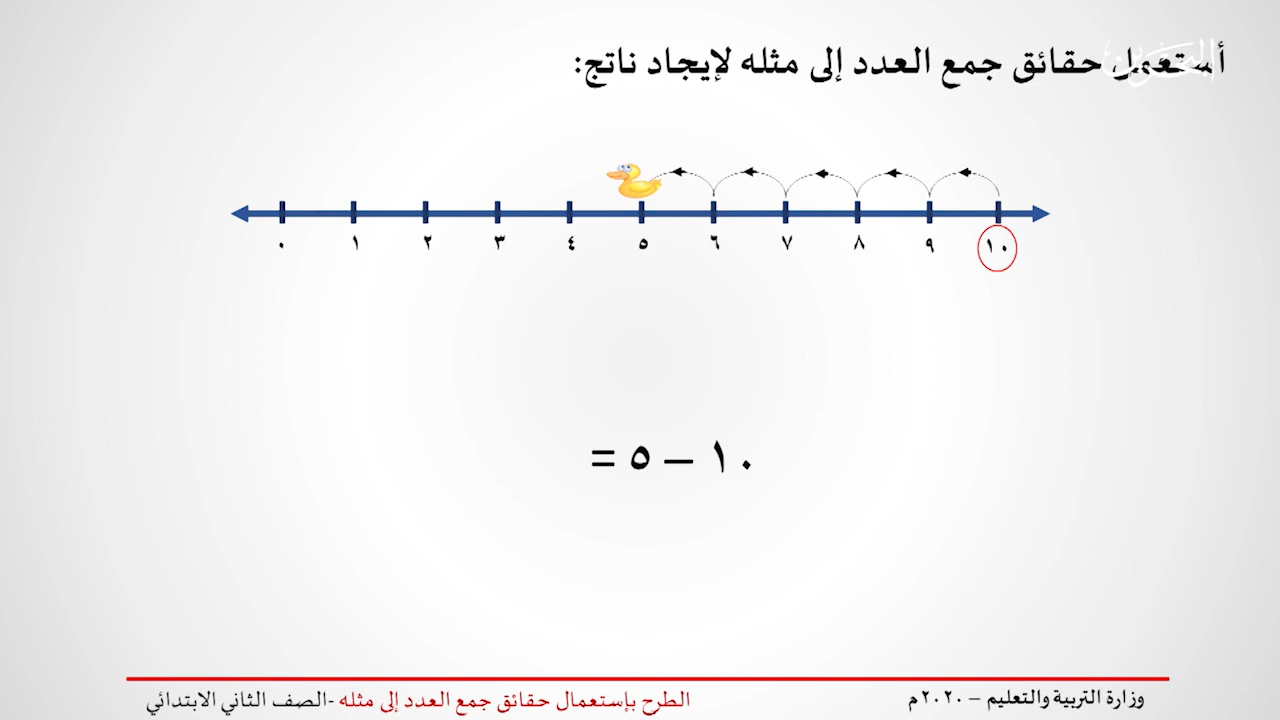 أستعمل حقائق جمع العدد إلى مثله لإيجاد ناتج:
٠ ١ ٢ ٣ ٤ ٥ ٦ ٧ ٨ ٩ ١٠
١٠ – ٥ =
وزارة التربية والتعليم – ٢٠٢٠م
الطرح بإستعمال حقائق جمع العدد إلى مثله -الصف الثاني الابتدائي
البحرين